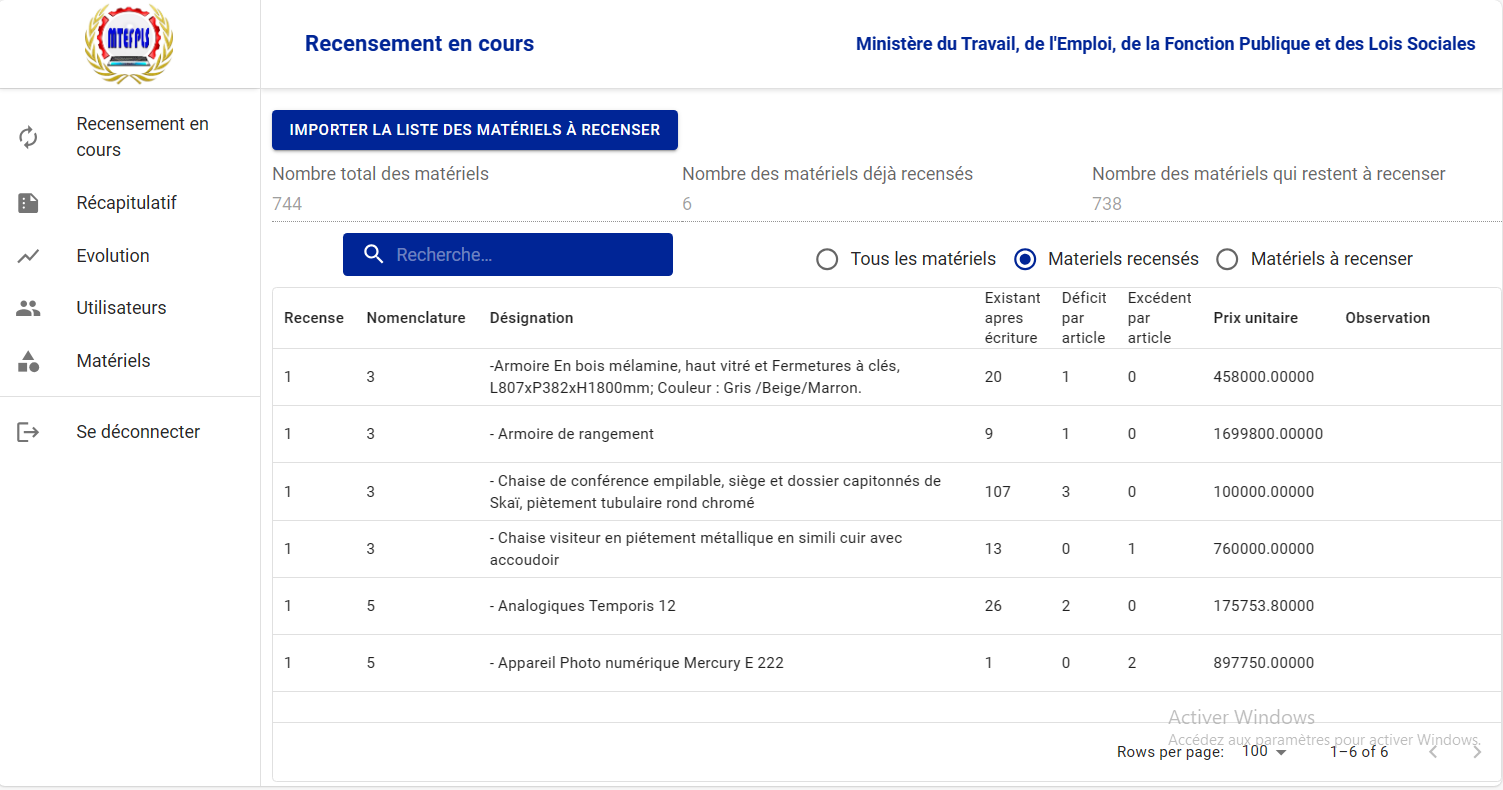 MTEFPLS
Recensement en cours
Ministère du Travail, de l'Emploi, de la Fonction Publique et des Lois Sociales
Recensement en
cours
Récapitulatif
Evolution
Utilisateurs
Matériels
Se déconnecter
IMPORTER LA LISTE DES MATÉRIELS À RECENSER
Nombre total des matériels
744
Nombre des matériels déjà recensés
6
Nombre des matériels qui restent à recenser
738
Recherche...
Tous les matériels
Materiels recensés
Matériels à recenser
Recense Nomenclature Désignation Existant apres écriture Déficit par article Excédent par article Prix unitaire Observation
1 3 -Armoire En bois mélamine, haut vitré et Fermetures à clés,
L807xP382xH1800mm; Couleur : Gris /Beige/Marron. 20 1 0 458000.00000
1 3 - Armoire de rangement 9 1 0 1699800.00000
1 3 - Chaise de conférence empilable, siège et dossier capitonnés de
Skaï, piètement tubulaire rond chromé 107 3 0 100000.00000
1 3 - Chaise visiteur en piétement métallique en simili cuir avec
accoudoir 13 0 1 760000.00000
1 5 - Analogiques Temporis 12 26 2 0 175753.80000
1 5 - Appareil Photo numérique Mercury E 222 1 0 2 897750.00000
Activer Windows
Accédez aux paramètres pour activer Windows.
Rows per page: 100 1–6 of 6